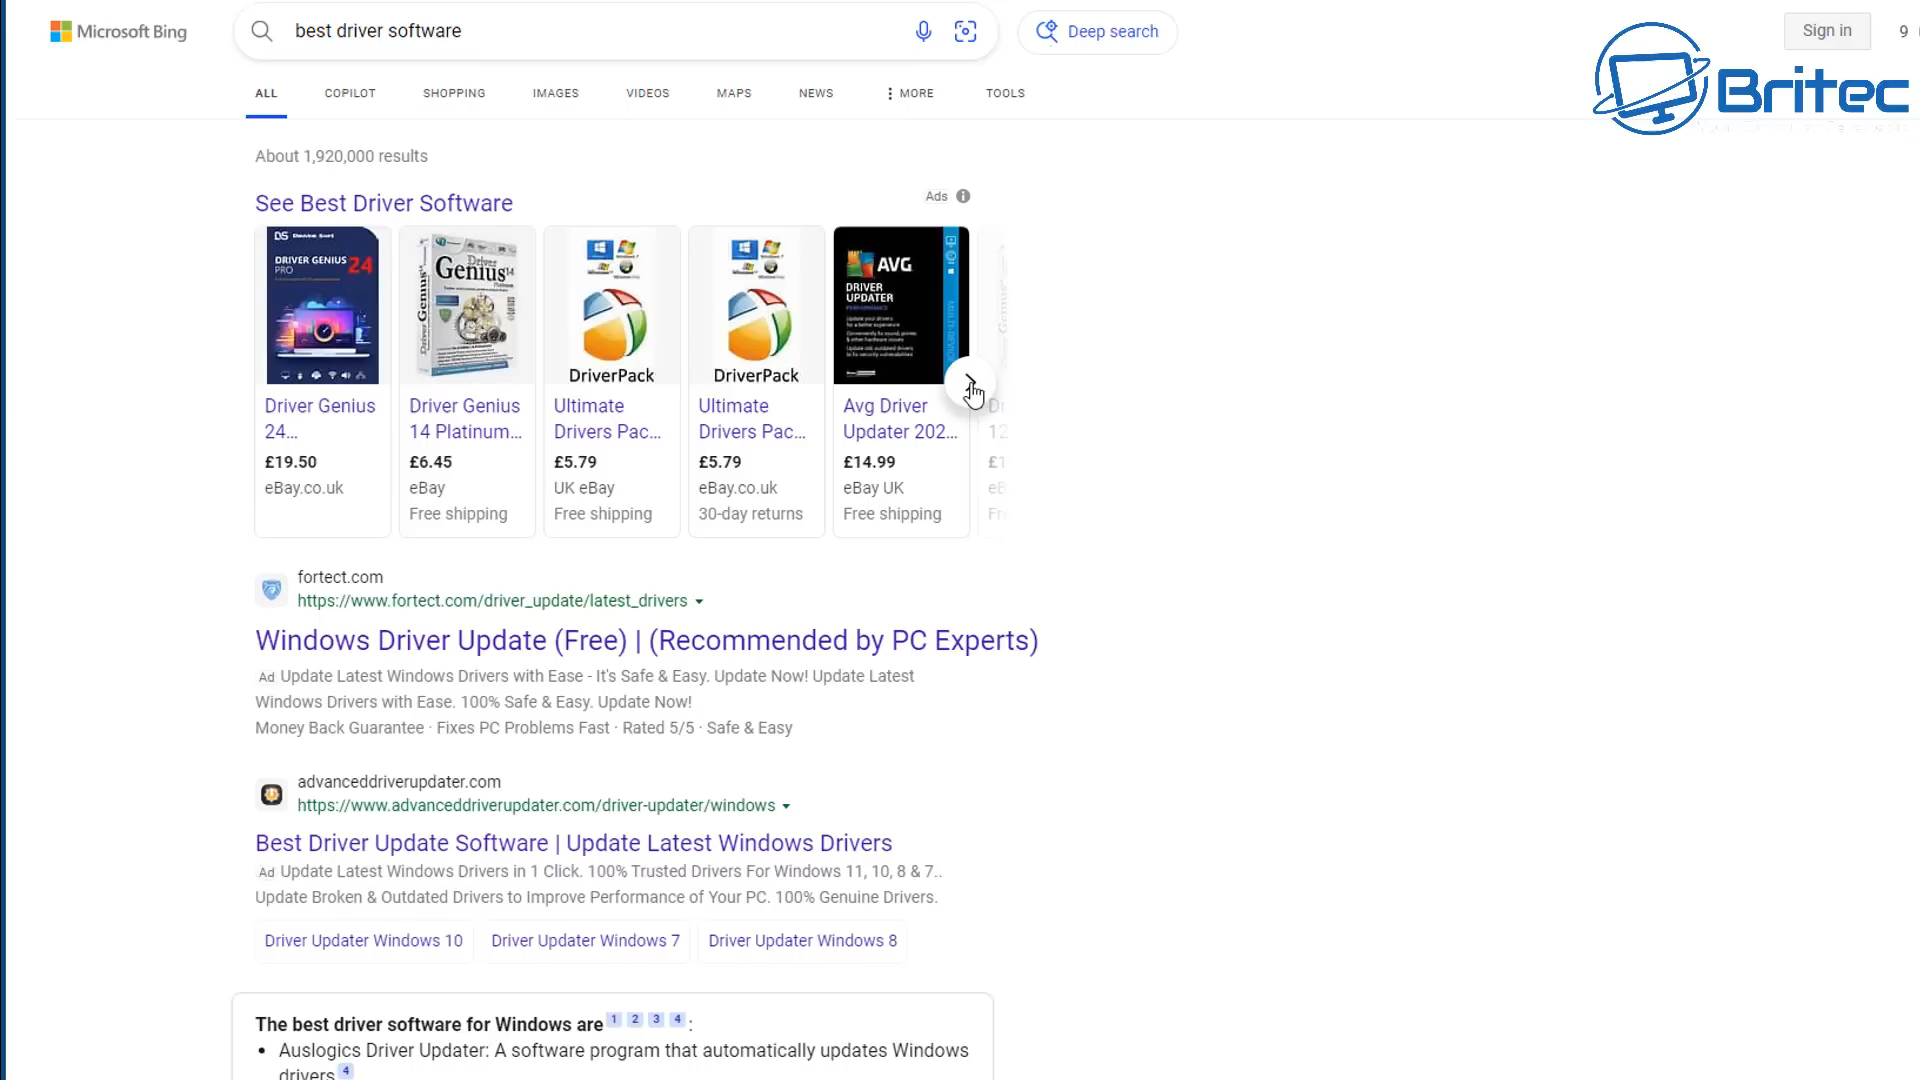 Microsoft Bing
best driver software
Deep search
Sign in
9
Britec
ALL
COPILOT
SHOPPING
IMAGES
VIDEOS
MAPS
NEWS
MORE
TOOLS
About 1,920,000 results
See Best Driver Software
Ads
DS
DRIVER GENIUS
PRO
24
Driver
Genius 14
DriverPack
DriverPack
AVG
DRIVER
UPDATER
Driver Genius
24...
£19.50
eBay.co.uk
Driver Genius
14 Platinum...
£6.45
eBay
Free shipping
Ultimate
Drivers Pac...
£5.79
UK eBay
Free shipping
Ultimate
Drivers Pac...
£5.79
eBay.co.uk
30-day returns
Avg Driver
Updater 202...
£14.99
eBay UK
Free shipping
fortect.com
https://www.fortect.com/driver_update/latest_drivers
Windows Driver Update (Free) | (Recommended by PC Experts)
Ad Update Latest Windows Drivers with Ease - It's Safe & Easy. Update Now! Update Latest
Windows Drivers with Ease. 100% Safe & Easy. Update Now!
Money Back Guarantee · Fixes PC Problems Fast · Rated 5/5 · Safe & Easy
advanceddriverupdater.com
https://www.advanceddriverupdater.com/driver-updater/windows
Best Driver Update Software | Update Latest Windows Drivers
Ad Update Latest Windows Drivers in 1 Click. 100% Trusted Drivers For Windows 11, 10, 8 & 7..
Update Broken & Outdated Drivers to Improve Performance of Your PC. 100% Genuine Drivers.
Driver Updater Windows 10
Driver Updater Windows 7
Driver Updater Windows 8
The best driver software for Windows are 1 2 3 4 :
• Auslogics Driver Updater: A software program that automatically updates Windows
drivers 4